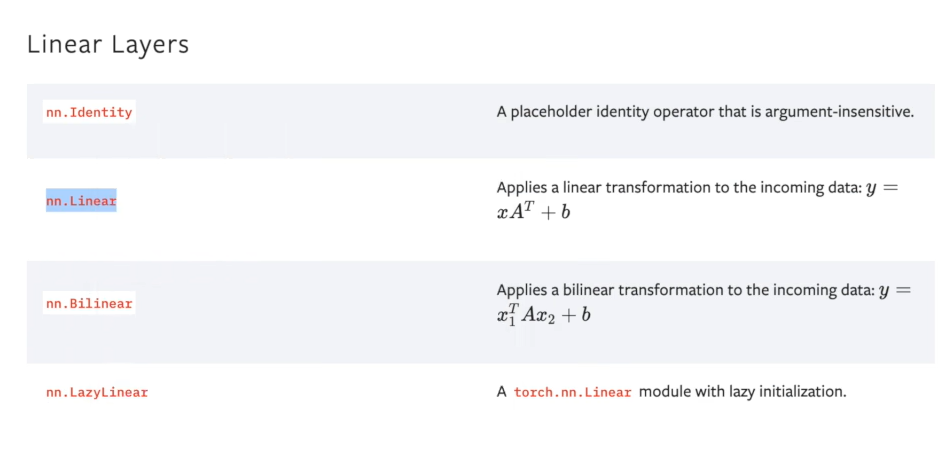 Linear Layers
nn.Identity
A placeholder identity operator that is argument-insensitive.
nn.Linear
Applies a linear transformation to the incoming data: y =
xA^T + b
nn.Bilinear
Applies a bilinear transformation to the incoming data: y =
x_1^T Ax_2 + b
nn.LazyLinear
A torch.nn.Linear module with lazy initialization.